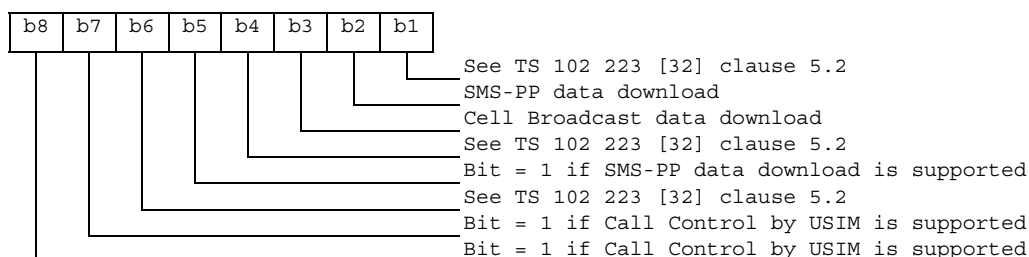 b8 b7 b6 b5 b4 b3 b2 b1
See TS 102 223 [32] clause 5.2
SMS-PP data download
Cell Broadcast data download
See TS 102 223 [32] clause 5.2
Bit = 1 if SMS-PP data download is supported
See TS 102 223 [32] clause 5.2
Bit = 1 if Call Control by USIM is supported
Bit = 1 if Call Control by USIM is supported